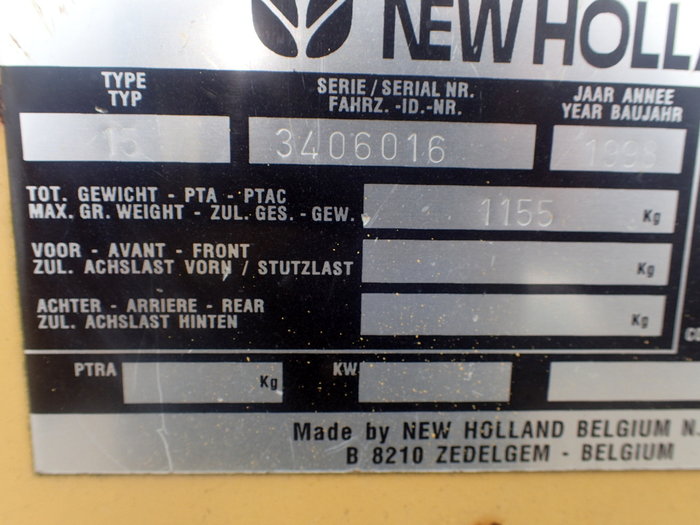 NEW HOLL
TYPE
TYP
SERIE / SERIAL NR.
FAHRZ. -ID.-NR.
JAAR ANNEE
YEAR BAUJAHR
15
3406016
1998
TOT. GEWICHT - PTA - PTAC
MAX. GR. WEIGHT - ZUL. GES. - GEW.
1155 Kg
VOOR - AVANT - FRONT
ZUL. ACHSLAST VORN / STUTZLAST
Kg
ACHTER - ARRIERE - REAR
ZUL. ACHSLAST HINTEN
Kg
PTRA Kg KW
Made by NEW HOLLAND BELGIUM N.
B 8210 ZEDELGEM - BELGIUM